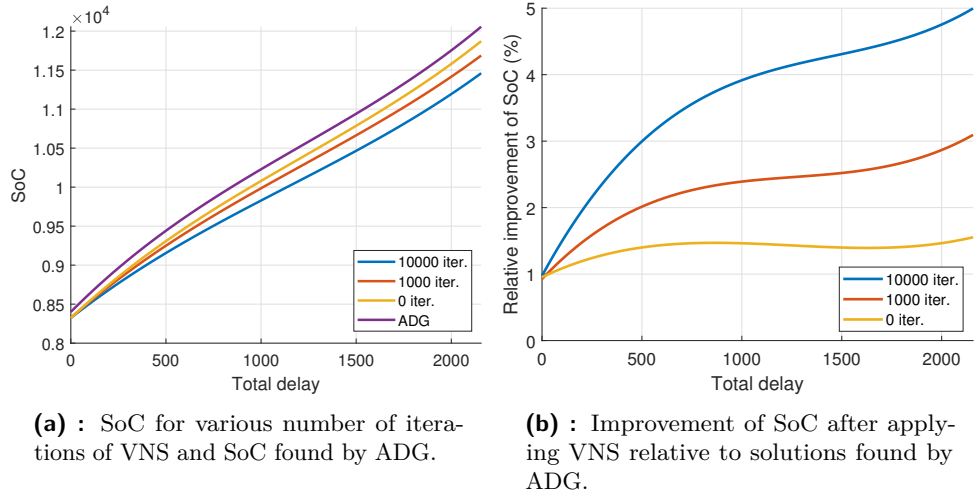 ×10⁴
1.2
1.15
1.1
1.05
1
0.95
0.9
0.85
0.8
SoC
0
500
1000
1500
2000
Total delay
10000 iter.
1000 iter.
0 iter.
ADG
5
4
3
2
1
0
Relative improvement of SoC (%)
0
500
1000
1500
2000
Total delay
10000 iter.
1000 iter.
0 iter.
(a) : SoC for various number of itera-
tions of VNS and SoC found by ADG.
(b) : Improvement of SoC after apply-
ing VNS relative to solutions found by
ADG.